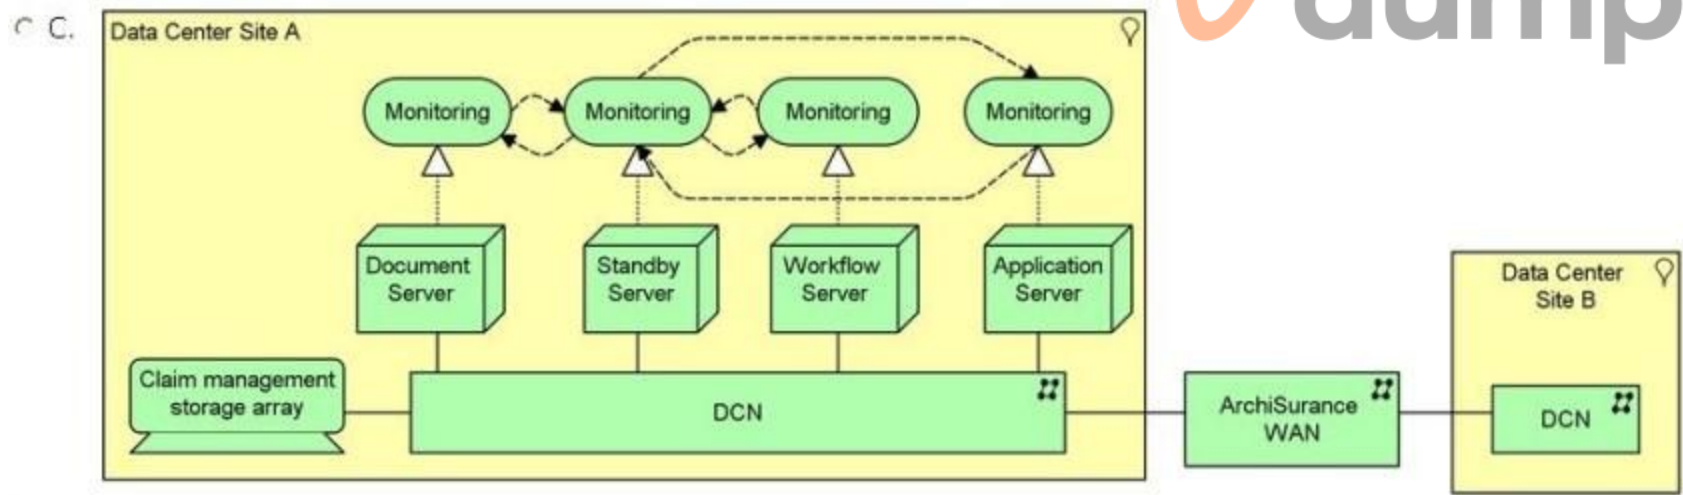 C.
dump
Data Center Site A
Monitoring
Monitoring
Monitoring
Monitoring
Document
Server
Standby
Server
Workflow
Server
Application
Server
Data Center
Site B
Claim management
storage array
DCN
ArchiSurance
WAN
DCN